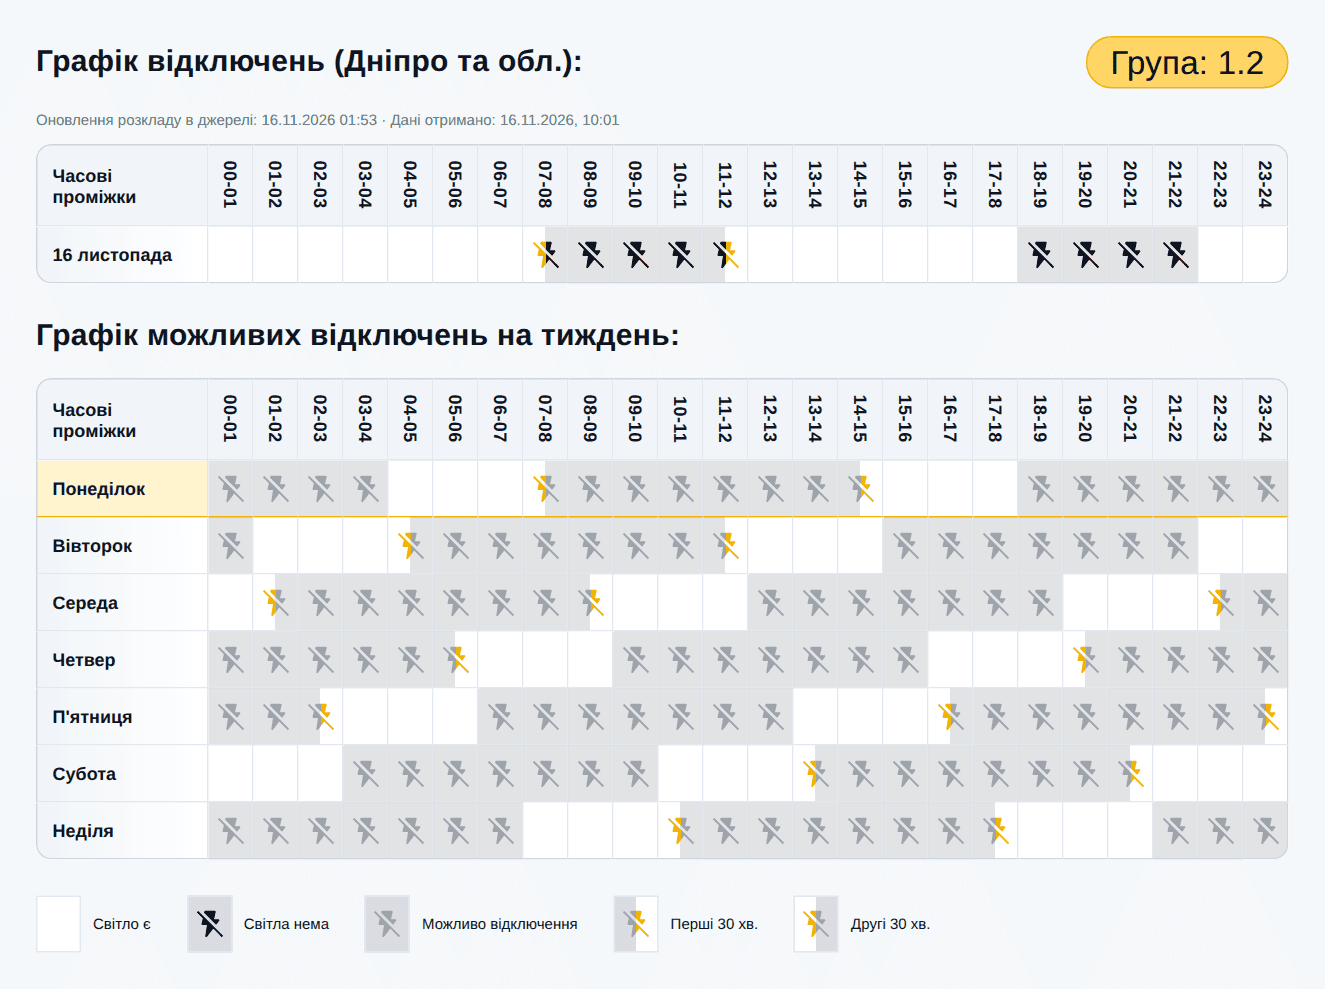 Графік відключень (Дніпро та обл.):
Група: 1.2
Оновлення розкладу в джерелі: 16.11.2026 01:53 · Дані отримано: 16.11.2026, 10:01
Часові проміжки 00-01 01-02 02-03 03-04 04-05 05-06 06-07 07-08 08-09 09-10 10-11 11-12 12-13 13-14 14-15 15-16 16-17 17-18 18-19 19-20 20-21 21-22 22-23 23-24
16 листопада
Графік можливих відключень на тиждень:
Часові проміжки 00-01 01-02 02-03 03-04 04-05 05-06 06-07 07-08 08-09 09-10 10-11 11-12 12-13 13-14 14-15 15-16 16-17 17-18 18-19 19-20 20-21 21-22 22-23 23-24
Понеділок
Вівторок
Середа
Четвер
П'ятниця
Субота
Неділя
Світло є
Світла нема
Можливо відключення
Перші 30 хв.
Другі 30 хв.